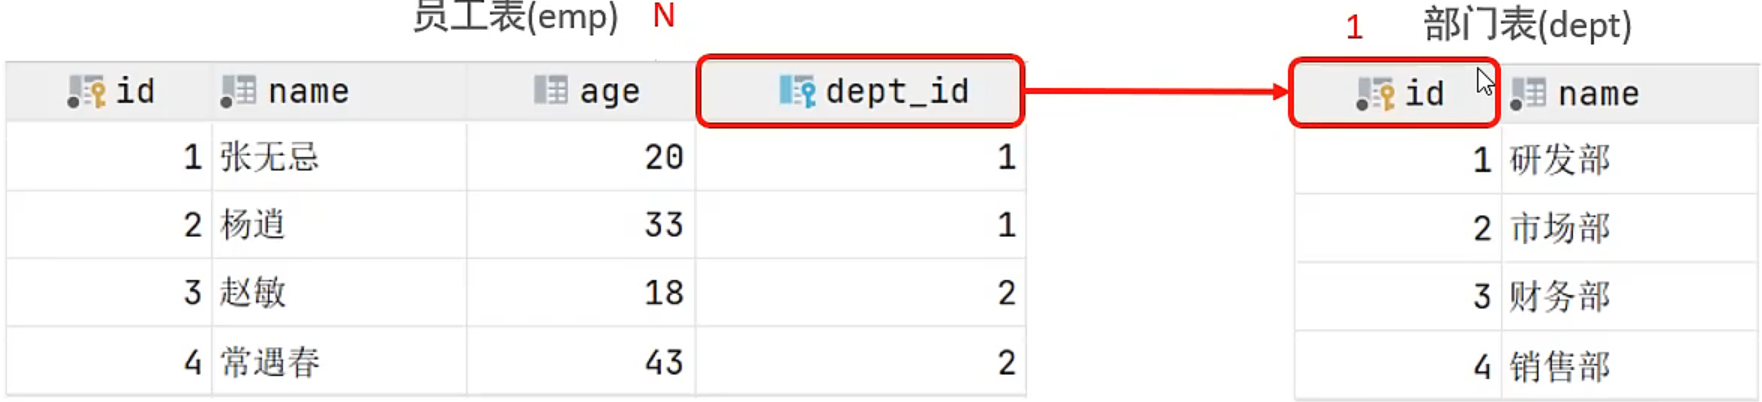 员工表(emp) N 1 部门表(dept)
id name age dept_id id name
1 张无忌 20 1 1 研发部
2 杨逍 33 1 2 市场部
3 赵敏 18 2 3 财务部
4 常遇春 43 2 4 销售部